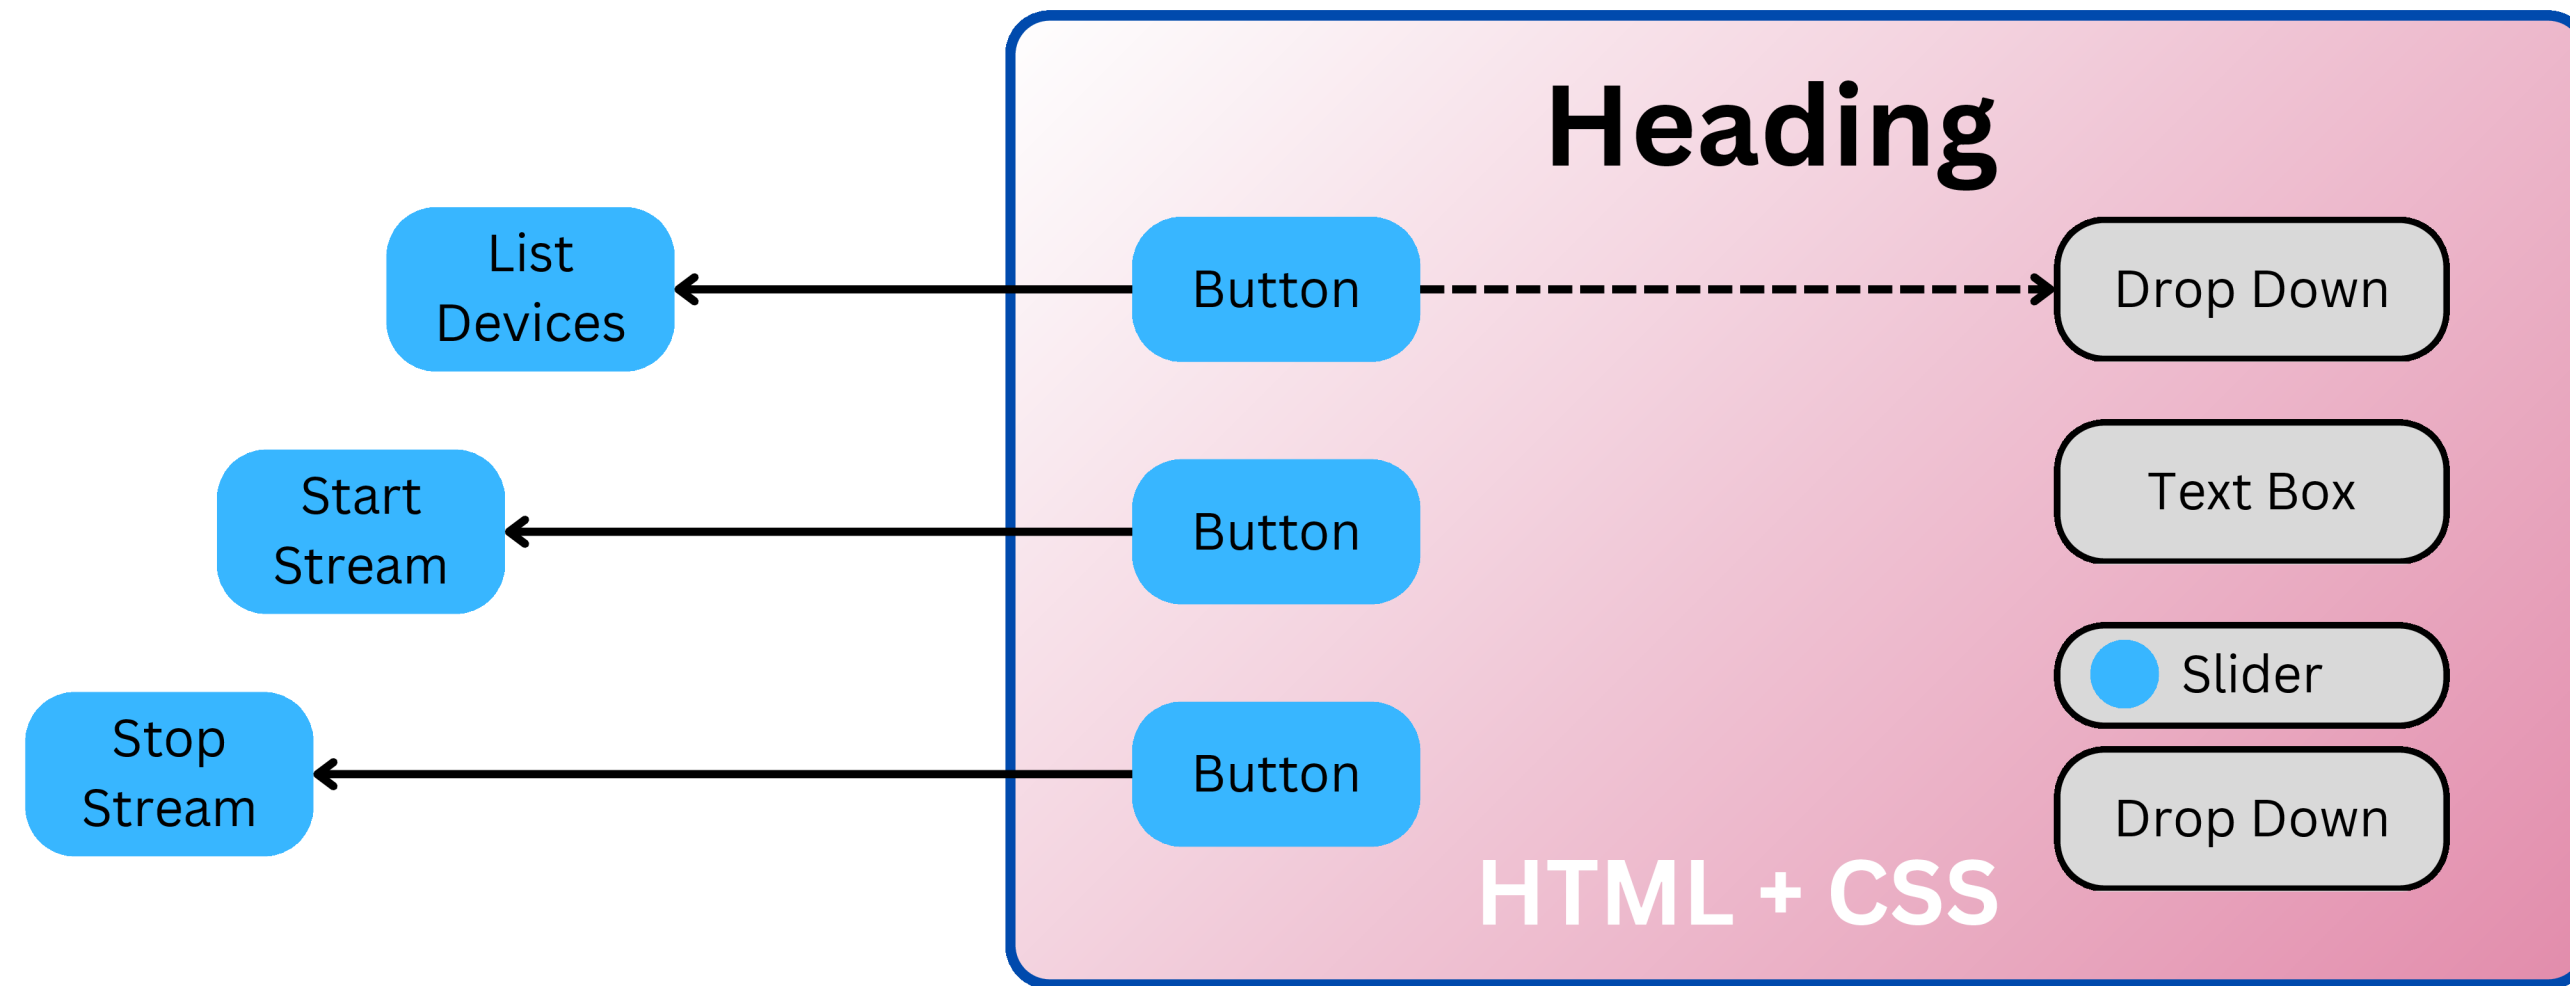 Heading
List
Devices
Button
Drop Down
Start
Stream
Button
Text Box
Stop
Stream
Button
Slider
Drop Down
HTML + CSS